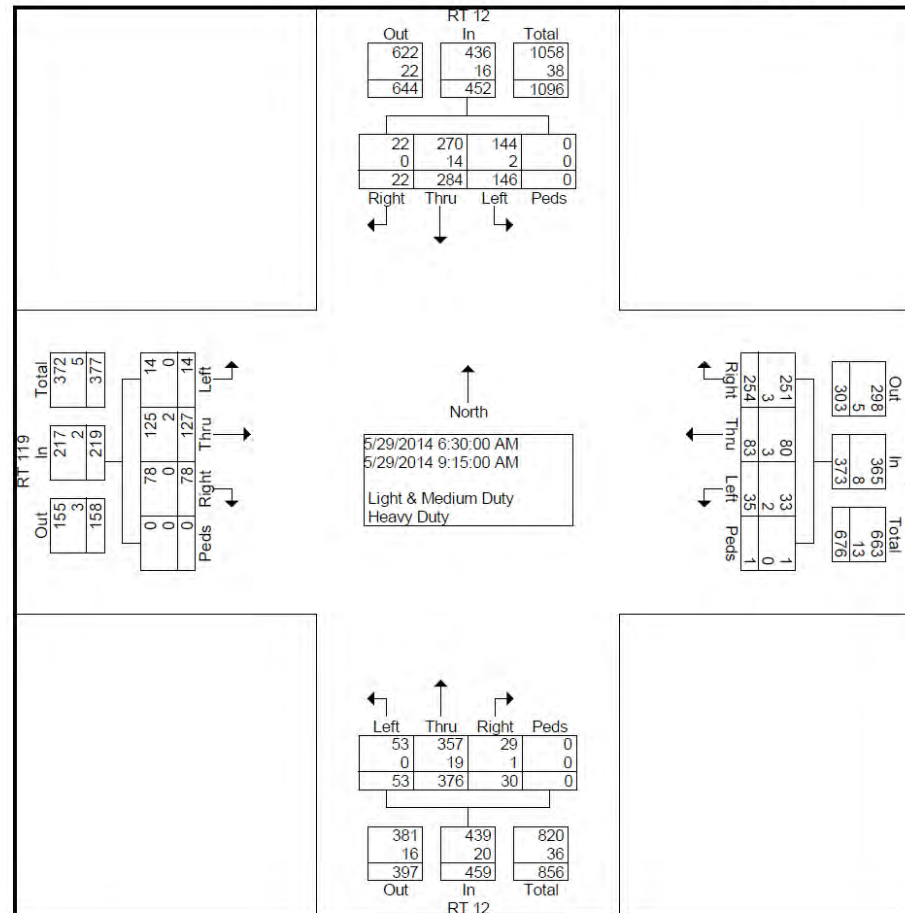 RT 12
Out In Total
622 436 1058
22 16 38
644 452 1096
22 270 144 0
0 14 2 0
22 284 146 0
Right Thru Left Peds
RT 119
Total 372 5 377
In 217 2 219
Out 155 3 158
14 0 14 Left
125 2 127 Thru
78 0 78 Right
0 0 0 Peds
North
5/29/2014 6:30:00 AM
5/29/2014 9:15:00 AM
Light & Medium Duty
Heavy Duty
Right 254 3 251
Thru 83 3 80
Left 35 2 33
Peds 1 0 1
Out 298 5 303
In 365 8 373
Total 663 13 676
Left Thru Right Peds
53 357 29 0
0 19 1 0
53 376 30 0
381 439 820
16 20 36
397 459 856
Out In Total
RT 12